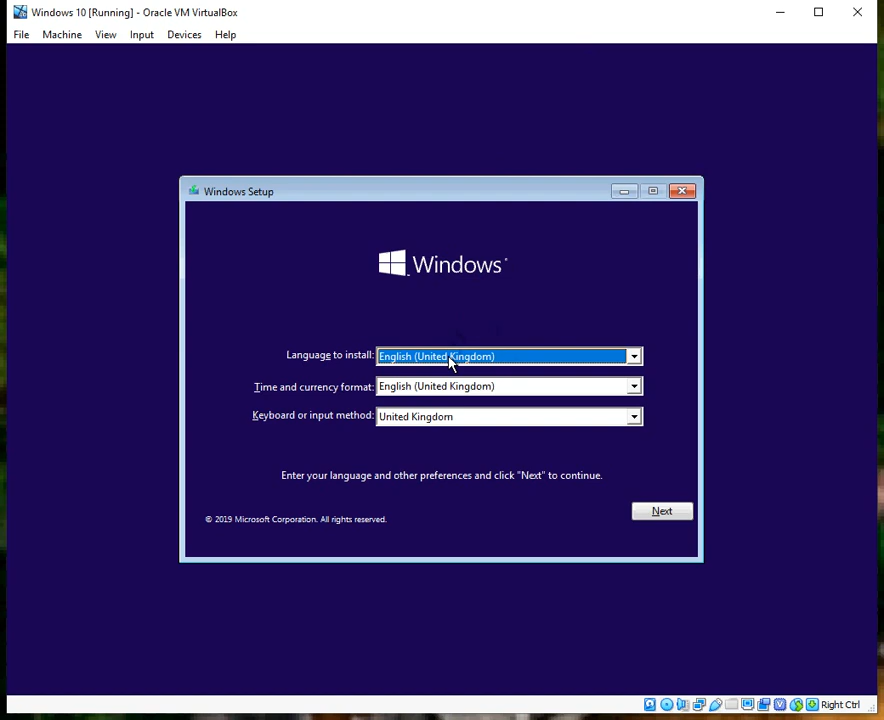 Windows 10 [Running] - Oracle VM VirtualBox
File Machine View Input Devices Help
Windows Setup
Windows
Language to install: English (United Kingdom)
Time and currency format: English (United Kingdom)
Keyboard or input method: United Kingdom
Enter your language and other preferences and click "Next" to continue.
Next
© 2019 Microsoft Corporation. All rights reserved.
Right Ctrl